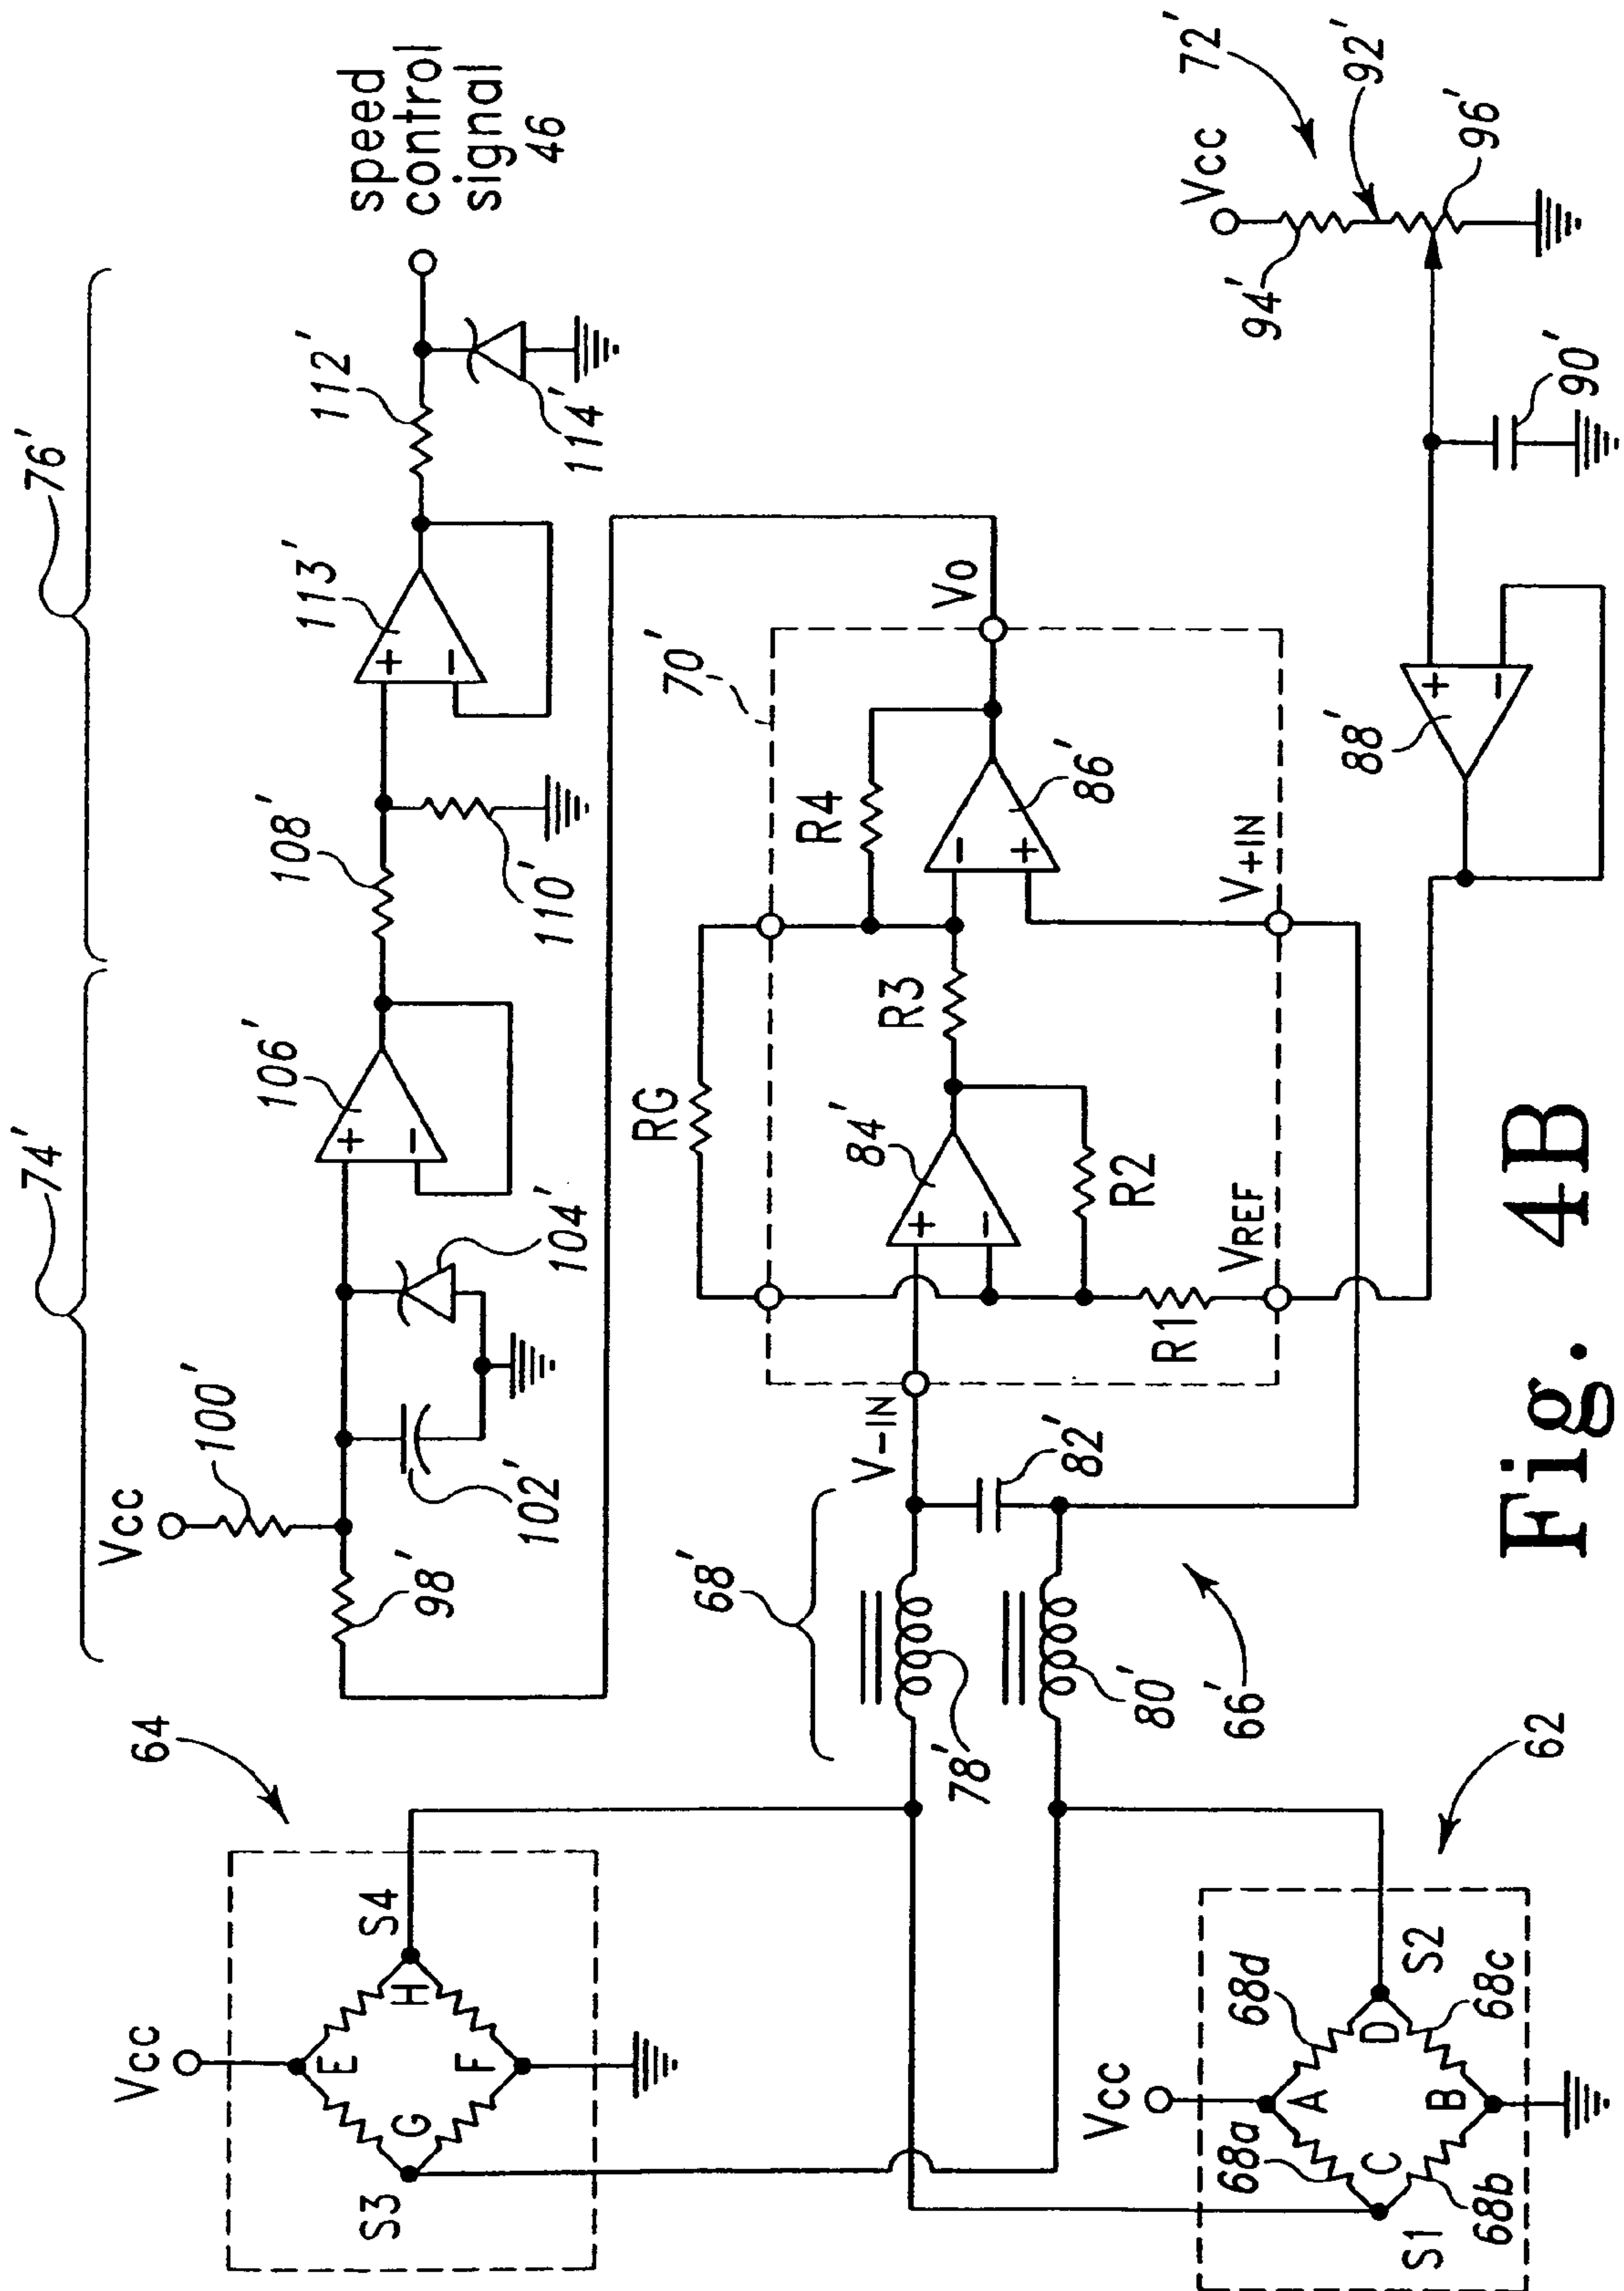 76'
74'
speed
control
signal
46
112'
113'
114'
108'
110'
106'
104'
100'
Vcc
102'
98'
64
Vcc
S4
E
H
F
G
S3
70'
Vo
R4
86'
RG
R3
84'
R2
V+IN
VREF
R1
V-IN
82'
68'
78'
80'
66'
72'
Vcc
92'
94'
96'
90'
88'
62
Vcc
68d
S2
A
D
68a
68c
B
C
68b
S1
+
-
+
-
+
-
-
+
+
-
Fig. 4B